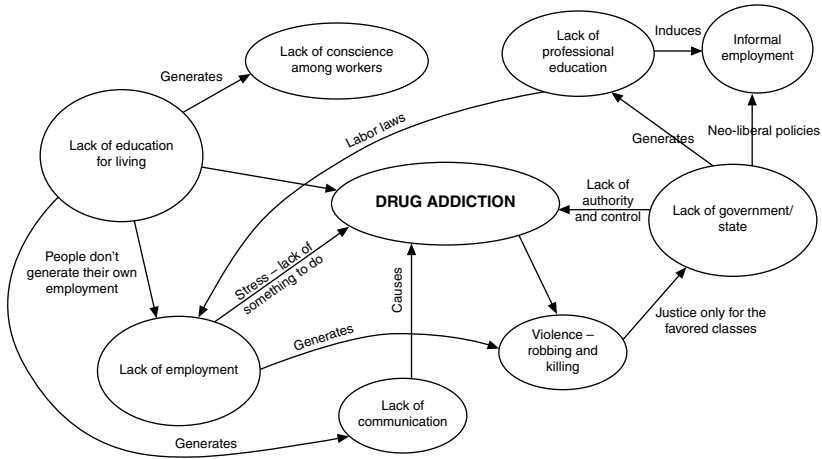 Lack of conscience
among workers
Generates
Lack of
professional
education
Induces
Informal
employment
Labor laws
Generates
Neo-liberal policies
Lack of education
for living
DRUG ADDICTION
Lack of
authority
and control
Lack of government/
state
People don’t
generate their own
employment
Stress – lack of
something to do
Causes
Justice only for the
favored classes
Generates
Violence –
robbing and
killing
Lack of employment
Lack of
communication
Generates